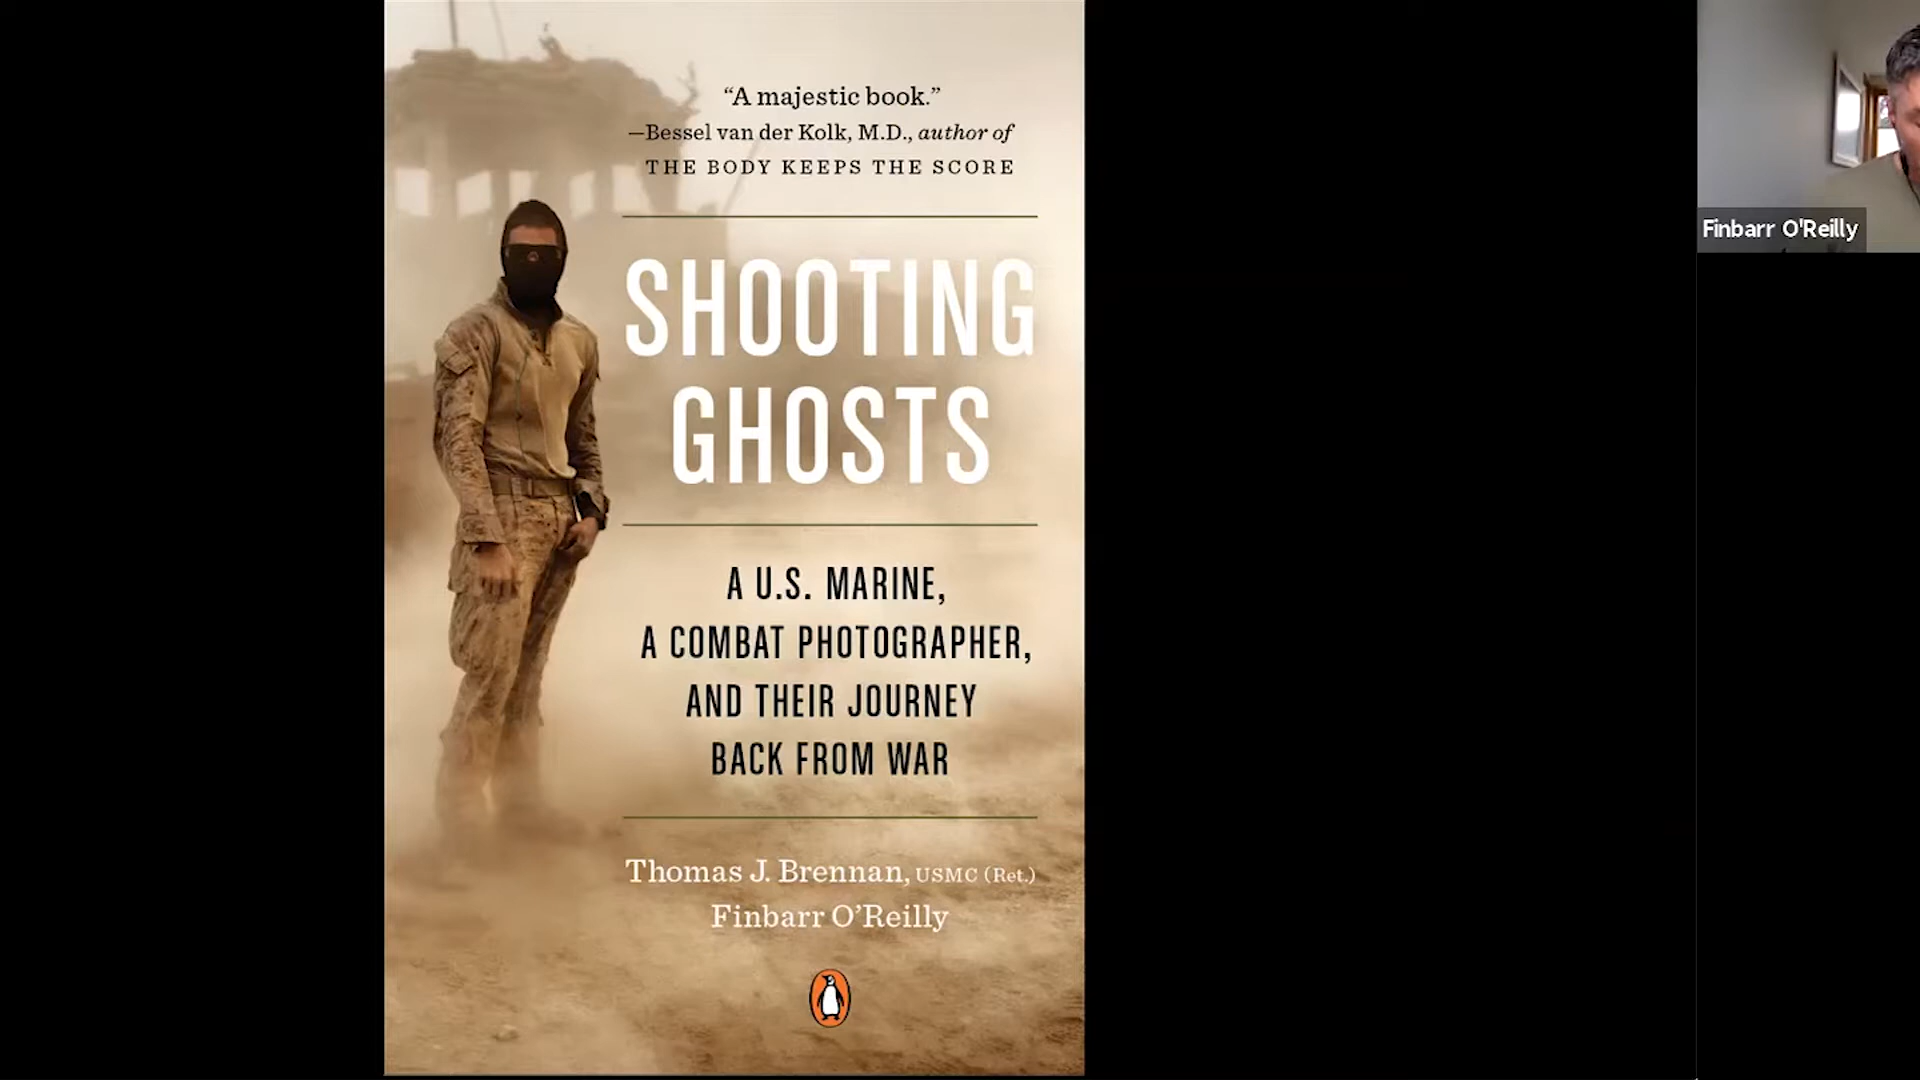 “A majestic book.”
—Bessel van der Kolk, M.D., author of
THE BODY KEEPS THE SCORE
SHOOTING
GHOSTS
A U.S. MARINE,
A COMBAT PHOTOGRAPHER,
AND THEIR JOURNEY
BACK FROM WAR
Thomas J. Brennan, USMC (Ret.)
Finbarr O’Reilly
Finbarr O'Reilly